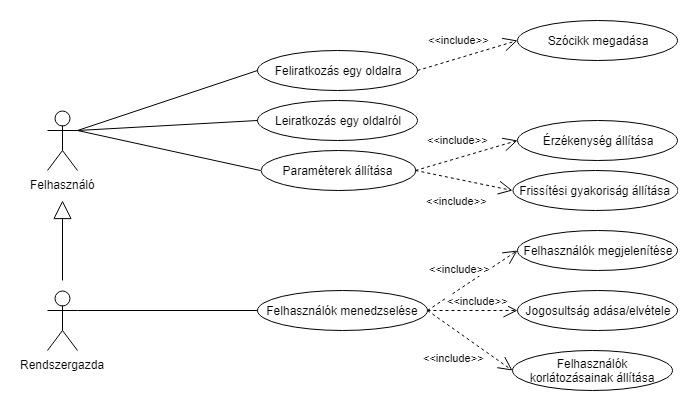 <<include>>
Szócikk megadása
Feliratkozás egy oldalra
Leiratkozás egy oldalról
<<include>>
Érzékenység állítása
Paraméterek állítása
Felhasználó
Frissítési gyakoriság állítása
<<include>>
Felhasználók megjelenítése
<<include>>
<<include>>
Felhasználók menedzselése
Jogosultság adása/elvétele
<<include>>
Rendszergazda
Felhasználók
korlátozásainak állítása